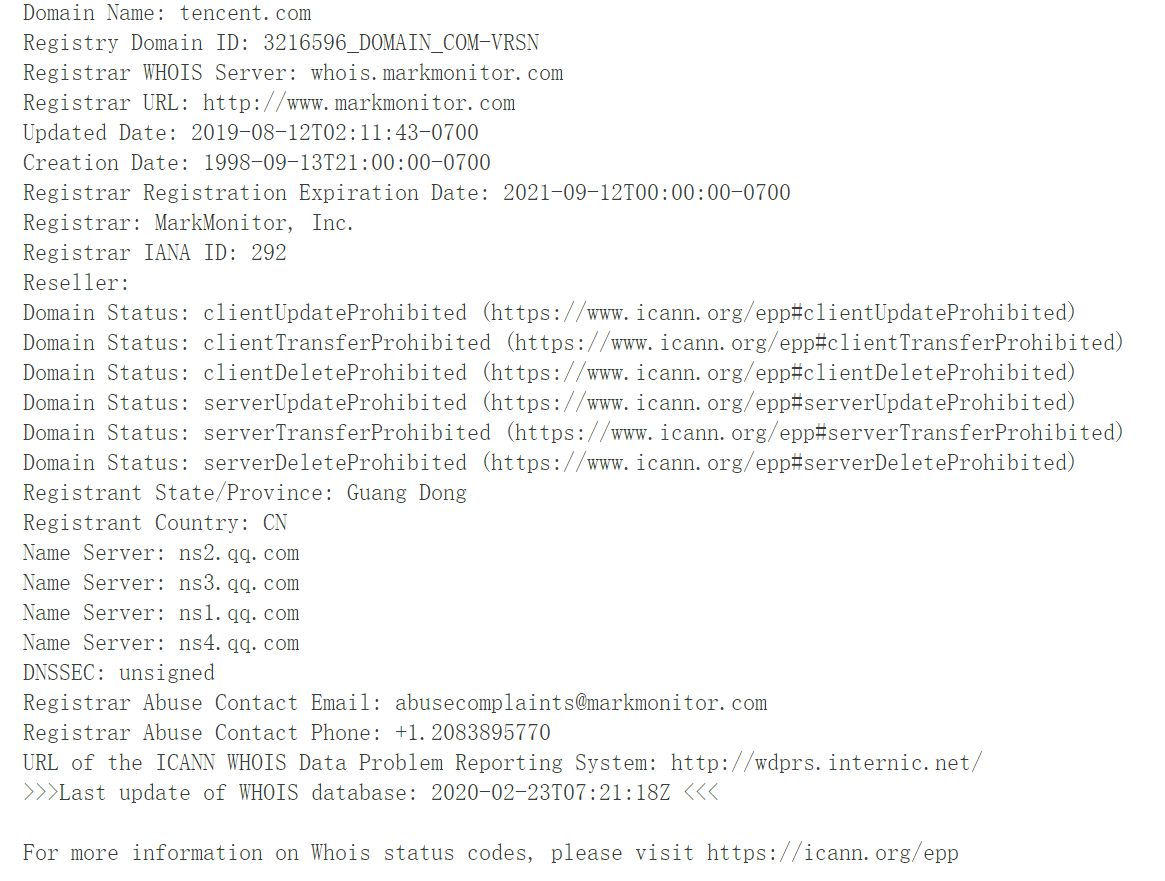 Domain Name: tencent.com
Registry Domain ID: 3216596_DOMAIN_COM-VRSN
Registrar WHOIS Server: whois.markmonitor.com
Registrar URL: http://www.markmonitor.com
Updated Date: 2019-08-12T02:11:43-0700
Creation Date: 1998-09-13T21:00:00-0700
Registrar Registration Expiration Date: 2021-09-12T00:00:00-0700
Registrar: MarkMonitor, Inc.
Registrar IANA ID: 292
Reseller:
Domain Status: clientUpdateProhibited (https://www.icann.org/epp#clientUpdateProhibited)
Domain Status: clientTransferProhibited (https://www.icann.org/epp#clientTransferProhibited)
Domain Status: clientDeleteProhibited (https://www.icann.org/epp#clientDeleteProhibited)
Domain Status: serverUpdateProhibited (https://www.icann.org/epp#serverUpdateProhibited)
Domain Status: serverTransferProhibited (https://www.icann.org/epp#serverTransferProhibited)
Domain Status: serverDeleteProhibited (https://www.icann.org/epp#serverDeleteProhibited)
Registrant State/Province: Guang Dong
Registrant Country: CN
Name Server: ns2.qq.com
Name Server: ns3.qq.com
Name Server: ns1.qq.com
Name Server: ns4.qq.com
DNSSEC: unsigned
Registrar Abuse Contact Email: abusecomplaints@markmonitor.com
Registrar Abuse Contact Phone: +1.2083895770
URL of the ICANN WHOIS Data Problem Reporting System: http://wdprs.internic.net/
>>>Last update of WHOIS database: 2020-02-23T07:21:18Z <<<
For more information on Whois status codes, please visit https://icann.org/epp